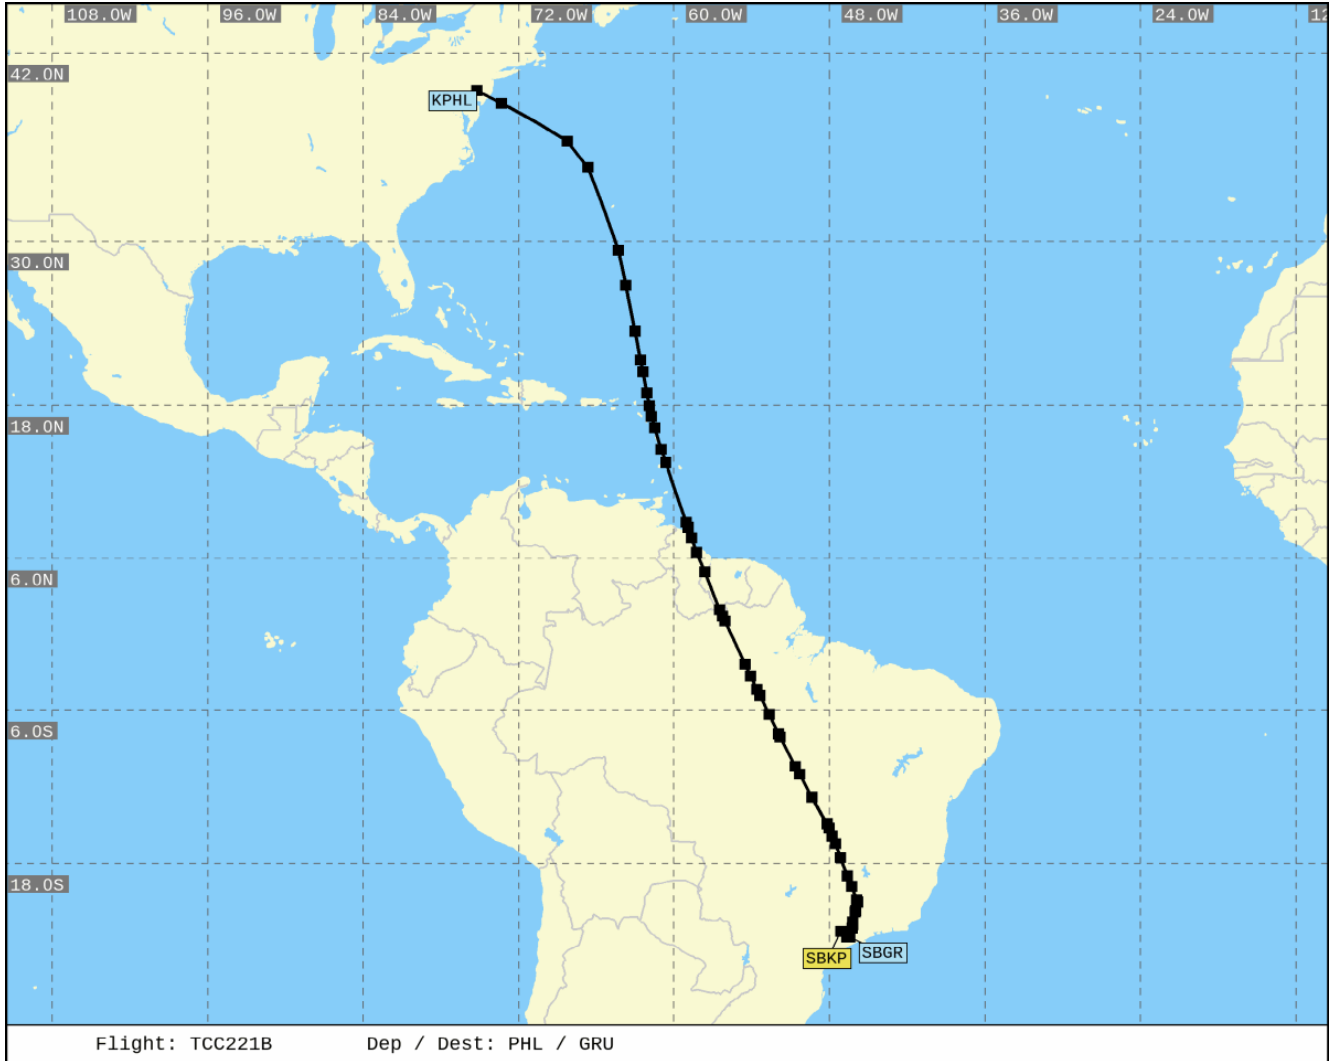 108.0W 96.0W 84.0W 72.0W 60.0W 48.0W 36.0W 24.0W 12
42.0N
KPHL
30.0N
18.0N
6.0N
6.0S
18.0S
SBKP SBGR
Flight: TCC221B Dep / Dest: PHL / GRU